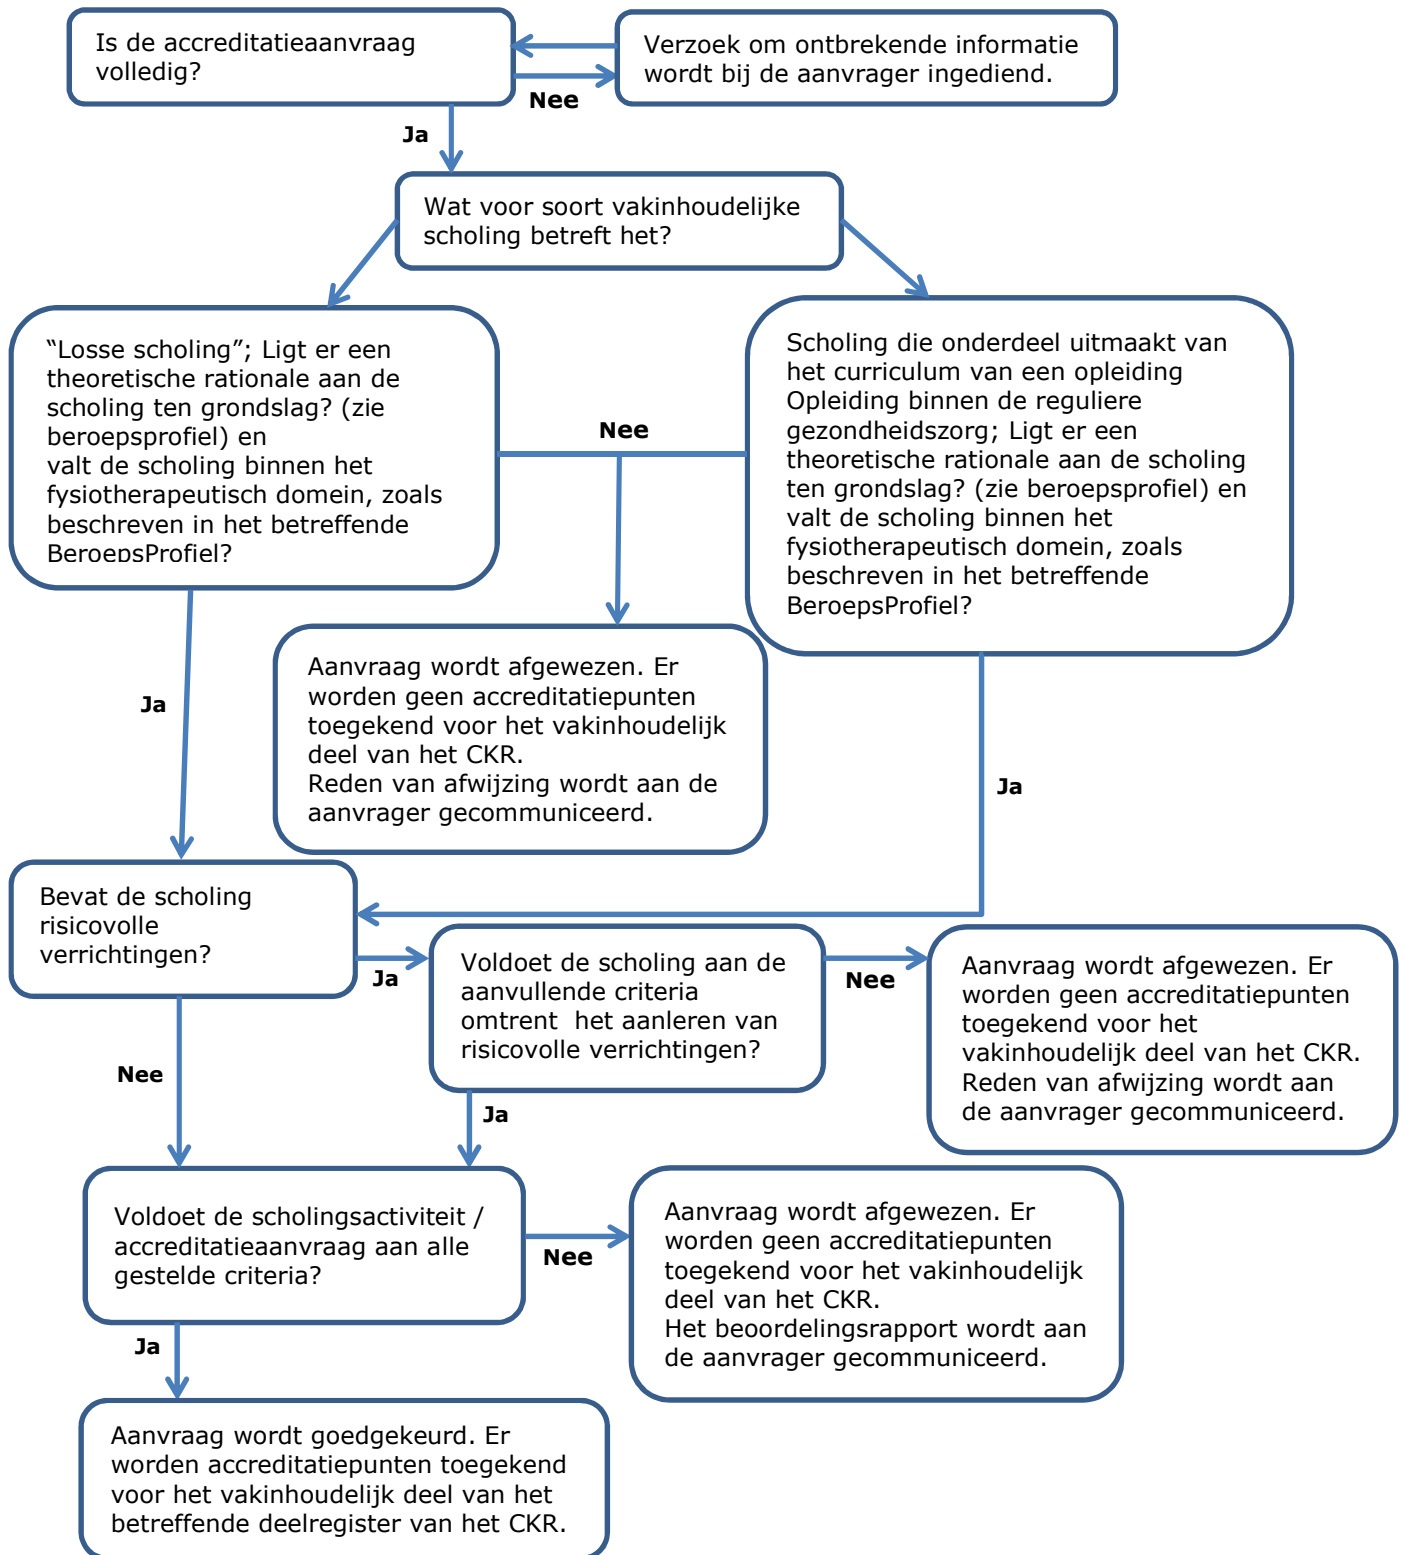 Is de accreditatieaanvraag
volledig?
Verzoek om ontbrekende informatie
wordt bij de aanvrager ingediend.
Nee
Ja
Wat voor soort vakinhoudelijke
scholing betreft het?
“Losse scholing”; Ligt er een
theoretische rationale aan de
scholing ten grondslag? (zie
beroepsprofiel) en
valt de scholing binnen het
fysiotherapeutisch domein, zoals
beschreven in het betreffende
BeroepsProfiel?
Nee
Scholing die onderdeel uitmaakt van
het curriculum van een opleiding
Opleiding binnen de reguliere
gezondheidszorg; Ligt er een
theoretische rationale aan de scholing
ten grondslag? (zie beroepsprofiel) en
valt de scholing binnen het
fysiotherapeutisch domein, zoals
beschreven in het betreffende
BeroepsProfiel?
Aanvraag wordt afgewezen. Er
worden geen accreditatiepunten
toegekend voor het vakinhoudelijk
deel van het CKR.
Reden van afwijzing wordt aan de
aanvrager gecommuniceerd.
Ja
Ja
Bevat de scholing
risicovolle
verrichtingen?
Ja
Voldoet de scholing aan de
aanvullende criteria
omtrent  het aanleren van
risicovolle verrichtingen?
Nee
Aanvraag wordt afgewezen. Er
worden geen accreditatiepunten
toegekend voor het
vakinhoudelijk deel van het CKR.
Reden van afwijzing wordt aan
de aanvrager gecommuniceerd.
Nee
Ja
Voldoet de scholingsactiviteit /
accreditatieaanvraag aan alle
gestelde criteria?
Nee
Aanvraag wordt afgewezen. Er
worden geen accreditatiepunten
toegekend voor het vakinhoudelijk
deel van het CKR.
Het beoordelingsrapport wordt aan
de aanvrager gecommuniceerd.
Ja
Aanvraag wordt goedgekeurd. Er
worden accreditatiepunten toegekend
voor het vakinhoudelijk deel van het
betreffende deelregister van het CKR.